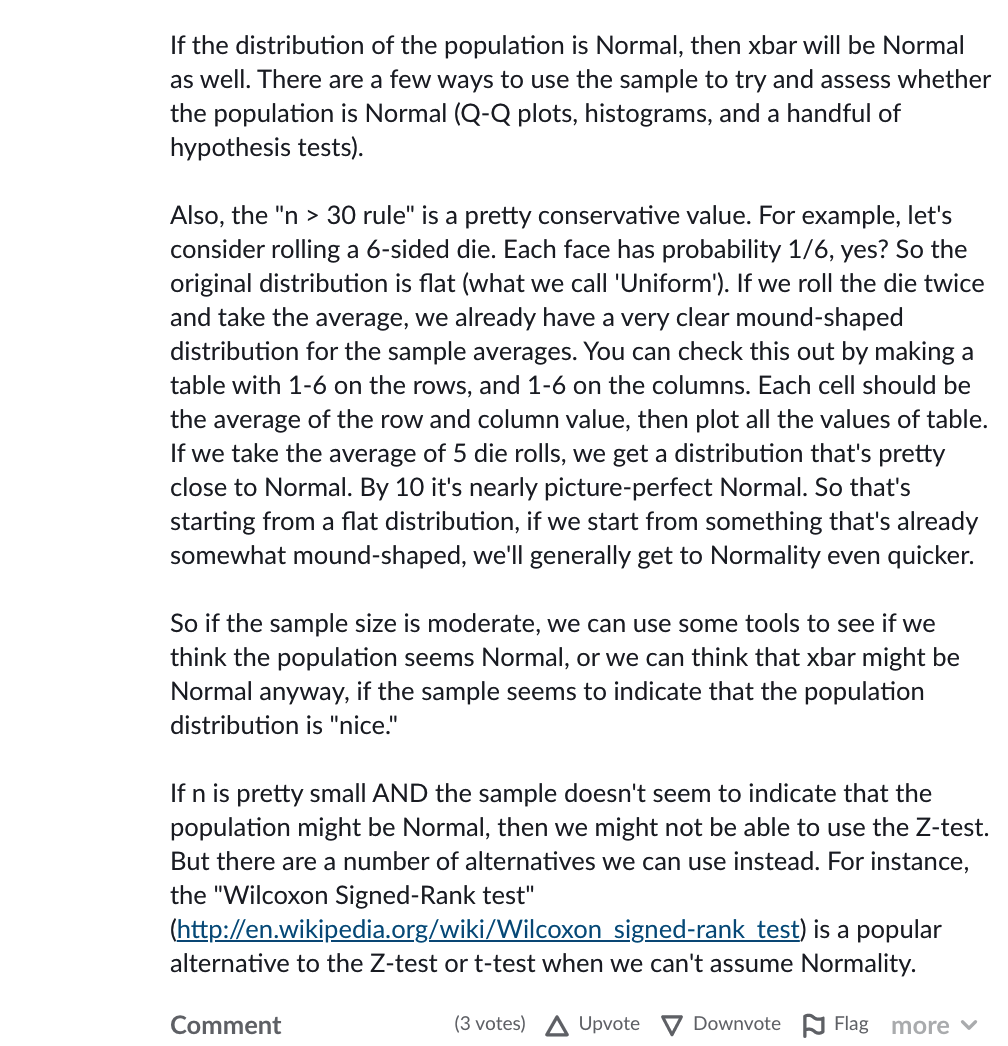 If the distribution of the population is Normal, then xbar will be Normal
as well. There are a few ways to use the sample to try and assess whether
the population is Normal (Q-Q plots, histograms, and a handful of
hypothesis tests).
Also, the "n > 30 rule" is a pretty conservative value. For example, let's
consider rolling a 6-sided die. Each face has probability 1/6, yes? So the
original distribution is flat (what we call 'Uniform'). If we roll the die twice
and take the average, we already have a very clear mound-shaped
distribution for the sample averages. You can check this out by making a
table with 1-6 on the rows, and 1-6 on the columns. Each cell should be
the average of the row and column value, then plot all the values of table.
If we take the average of 5 die rolls, we get a distribution that's pretty
close to Normal. By 10 it's nearly picture-perfect Normal. So that's
starting from a flat distribution, if we start from something that's already
somewhat mound-shaped, we'll generally get to Normality even quicker.
So if the sample size is moderate, we can use some tools to see if we
think the population seems Normal, or we can think that xbar might be
Normal anyway, if the sample seems to indicate that the population
distribution is "nice."
If n is pretty small AND the sample doesn't seem to indicate that the
population might be Normal, then we might not be able to use the Z-test.
But there are a number of alternatives we can use instead. For instance,
the "Wilcoxon Signed-Rank test"
(http://en.wikipedia.org/wiki/Wilcoxon_signed-rank_test) is a popular
alternative to the Z-test or t-test when we can't assume Normality.
Comment (3 votes) Upvote Downvote Flag more